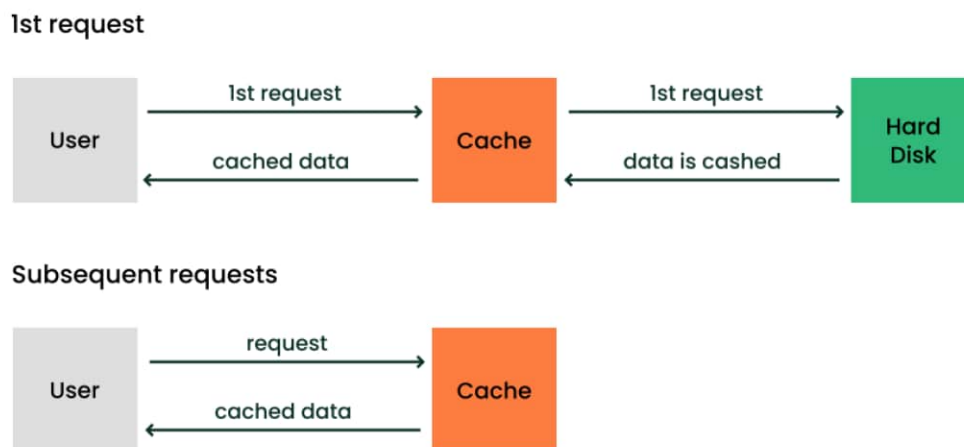 1st request
1st request
1st request
User
Cache
Hard
Disk
cached data
data is cashed
Subsequent requests
request
User
Cache
cached data